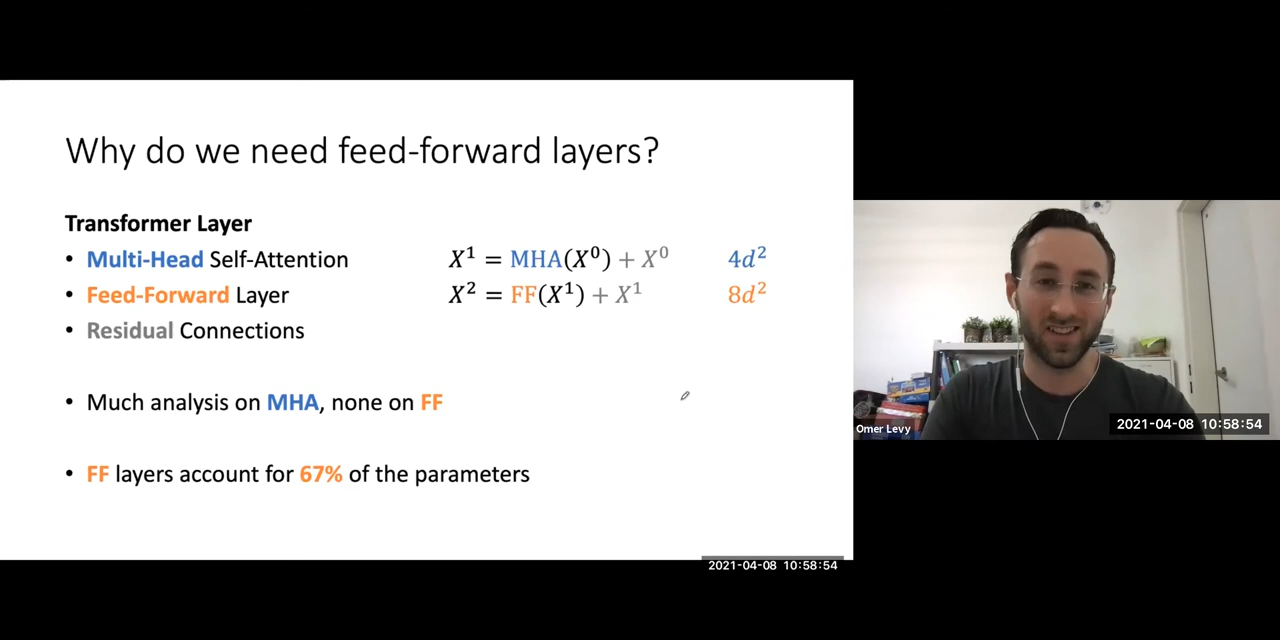 Why do we need feed-forward layers?
Transformer Layer
• Multi-Head Self-Attention X¹ = MHA(X⁰) + X⁰ 4d²
• Feed-Forward Layer X² = FF(X¹) + X¹ 8d²
• Residual Connections
• Much analysis on MHA, none on FF
• FF layers account for 67% of the parameters
2021-04-08 10:58:54
Omer Levy
2021-04-08 10:58:54